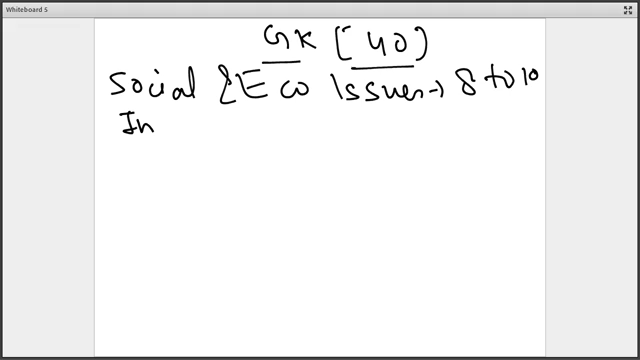 Whiteboard 5
GK [40)
Social & Eco Issues → 8 to 10
In